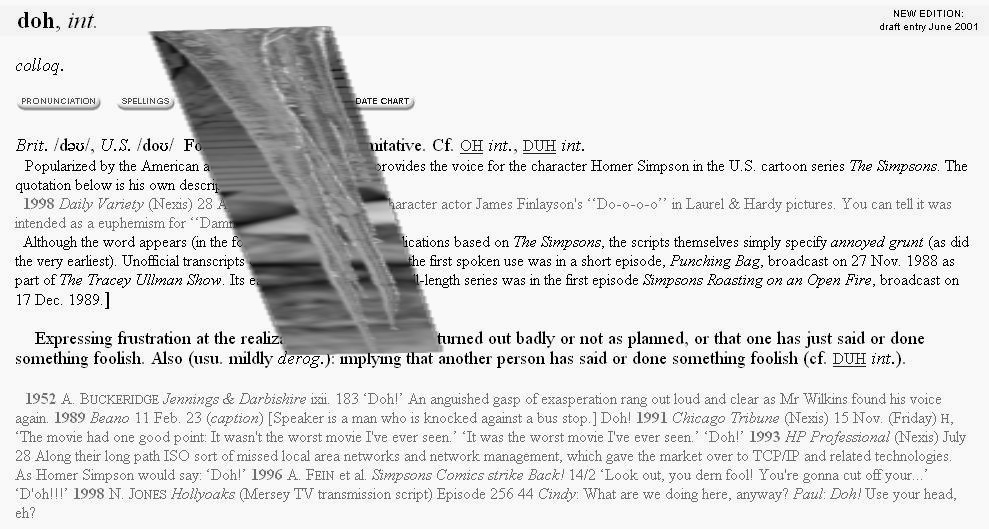 doh, int.
NEW EDITION:
draft entry June 2001
colloq.
PRONUNCIATION SPELLINGS DATE CHART
Brit. /dəʊ/, U.S. /doʊ/ Fo mitative. Cf. OH int., DUH int.
Popularized by the American a provides the voice for the character Homer Simpson in the U.S. cartoon series The Simpsons. The
quotation below is his own descrip
1998 Daily Variety (Nexis) 28 A haracter actor James Finlayson's “Do-o-o-o” in Laurel & Hardy pictures. You can tell it was
intended as a euphemism for “Damn
Although the word appears (in the fo lications based on The Simpsons, the scripts themselves simply specify annoyed grunt (as did
the very earliest). Unofficial transcripts the first spoken use was in a short episode, Punching Bag, broadcast on 27 Nov. 1988 as
part of The Tracey Ullman Show. Its ll-length series was in the first episode Simpsons Roasting on an Open Fire, broadcast on
17 Dec. 1989.]
Expressing frustration at the realiza turned out badly or not as planned, or that one has just said or done
something foolish. Also (usu. mildly derog.): implying that another person has said or done something foolish (cf. DUH int.).
1952 A. BUCKERIDGE Jennings & Darbishire ixii. 183 ‘Doh!’ An anguished gasp of exasperation rang out loud and clear as Mr Wilkins found his voice
again. 1989 Beano 11 Feb. 23 (caption) [Speaker is a man who is knocked against a bus stop.] Doh! 1991 Chicago Tribune (Nexis) 15 Nov. (Friday) H,
‘The movie had one good point: It wasn't the worst movie I've ever seen.’ ‘It was the worst movie I've ever seen.’ ‘Doh!’ 1993 HP Professional (Nexis) July
28 Along their long path ISO sort of missed local area networks and network management, which gave the market over to TCP/IP and related technologies.
As Homer Simpson would say: ‘Doh!’ 1996 A. FEIN et al. Simpsons Comics strike Back! 14/2 ‘Look out, you dern fool! You're gonna cut off your...’
‘D'oh!!!’ 1998 N. JONES Hollyoaks (Mersey TV transmission script) Episode 256 44 Cindy: What are we doing here, anyway? Paul: Doh! Use your head,
eh?